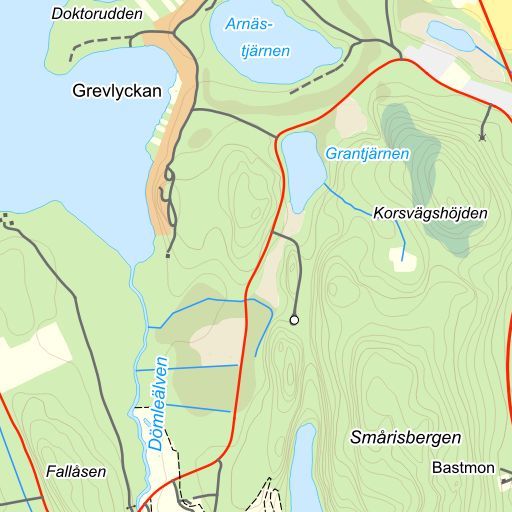 Doktorudden
Arnäs-
tjärnen
Grevlyckan
Grantjärnen
Korsvägshöjden
Dömleälven
Smårisbergen
Fallåsen
Bastmon